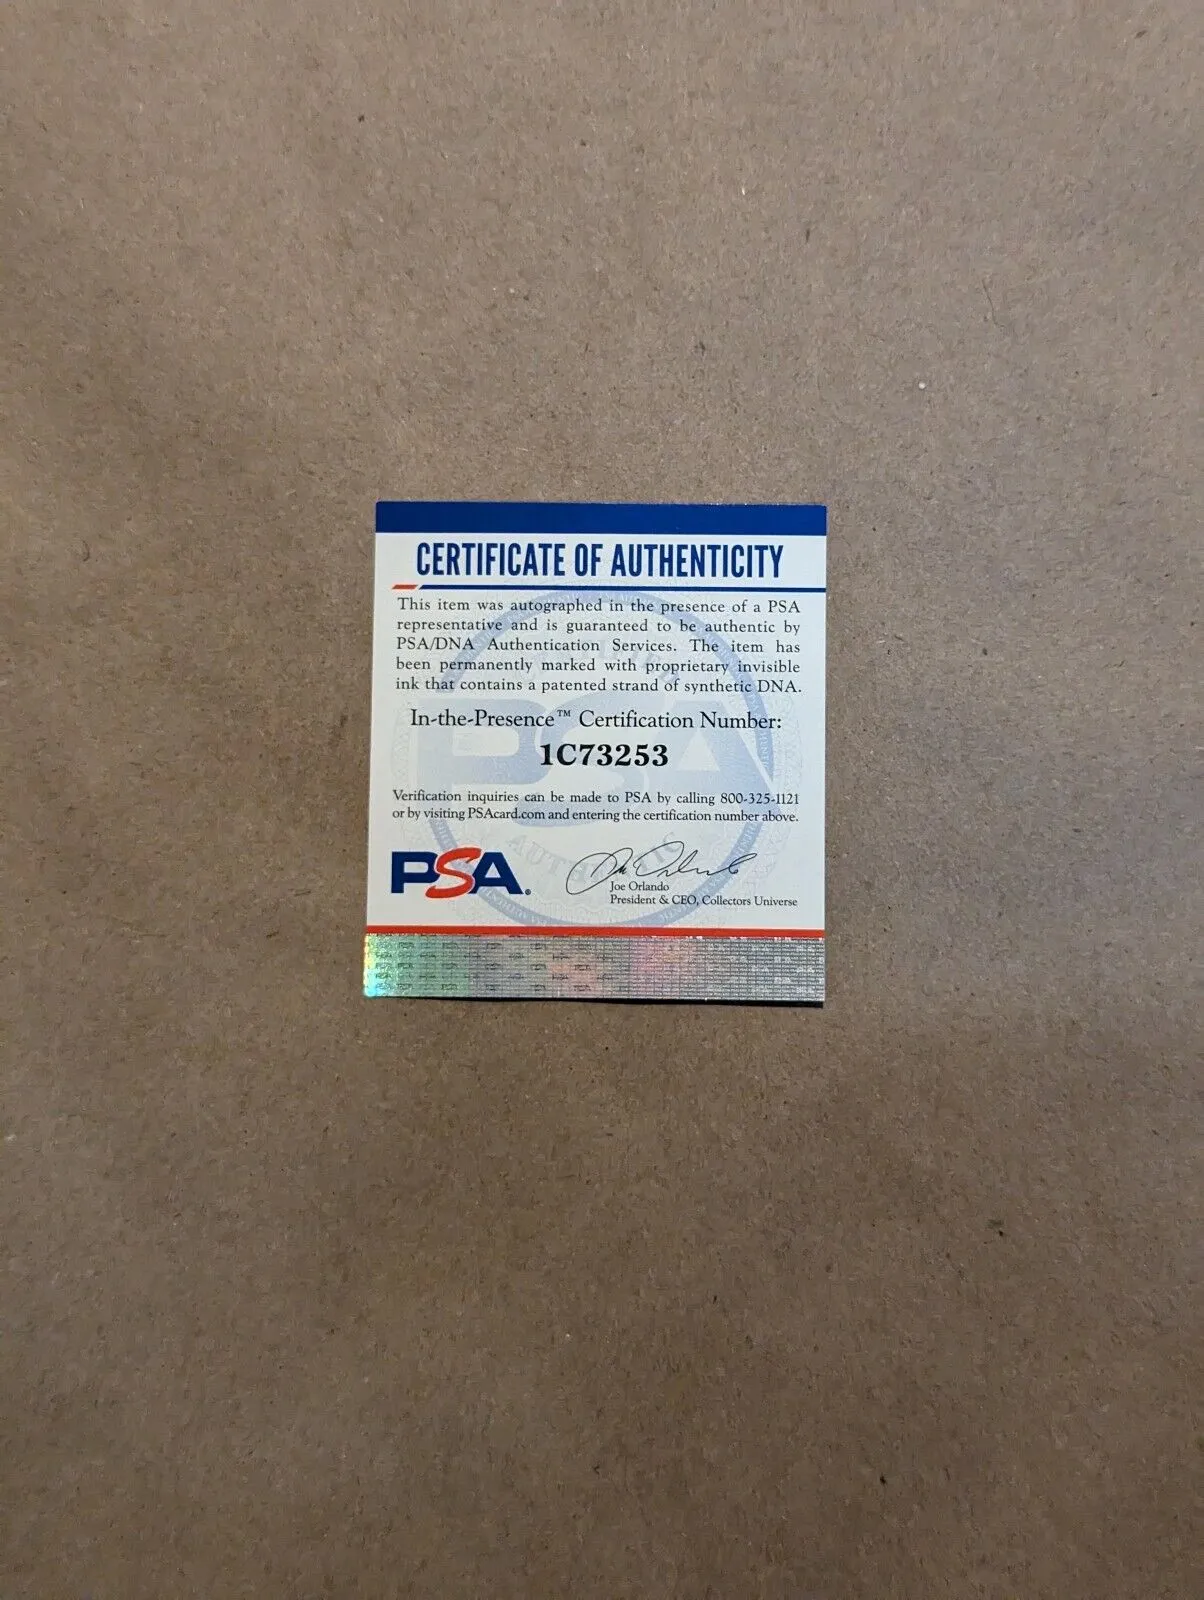 CERTIFICATE OF AUTHENTICITY
This item was autographed in the presence of a PSA
representative and is guaranteed to be authentic by
PSA/DNA Authentication Services. The item has
been permanently marked with proprietary invisible
ink that contains a patented strand of synthetic DNA.
In-the-Presence™ Certification Number:
1C73253
Verification inquiries can be made to PSA by calling 800-325-1121
or by visiting PSAcard.com and entering the certification number above.
PSA®
Joe Orlando
President & CEO, Collectors Universe